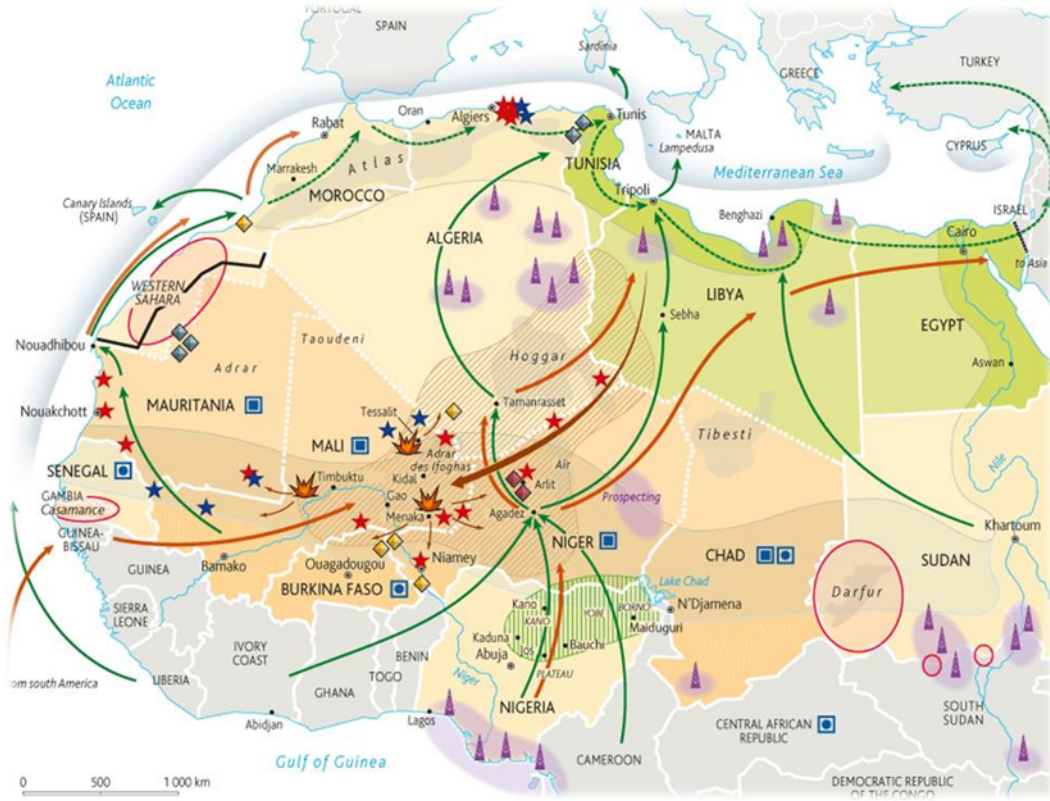 PORTUGAL
SPAIN
Sardinia
GREECE
TURKEY
Atlantic
Ocean
Oran
Algiers
Tunis
Rabat
MALTA
Lampedusa
CYPRUS
Marrakesh
Atlas
TUNISIA
Mediterranean Sea
MOROCCO
Canary Islands
(SPAIN)
Tripoli
Benghazi
ISRAEL
Cairo
ALGERIA
to Asia
WESTERN
SAHARA
LIBYA
Sebha
EGYPT
Nouadhibou
Taoudeni
Hoggar
Adrar
Aswan
Tamanrasset
Nouakchott
MAURITANIA
Tessalit
MALI
Tibesti
Adrar
des Ifoghas
SENEGAL
Timbuktu
Kidal
Aïr
Arlit
Nile
GAMBIA
Casamance
Gao
Menaka
Agadez
Prospecting
Khartoum
GUINEA-
BISSAU
NIGER
CHAD
SUDAN
GUINEA
Bamako
Ouagadougou
Niamey
BURKINA FASO
Lake Chad
Darfur
SIERRA
LEONE
Kano
KANO
YOBE
BORNO
N'Djamena
Maiduguri
IVORY
COAST
BENIN
Kaduna
Jos
Bauchi
Abuja
PLATEAU
om south America
LIBERIA
GHANA
TOGO
Niger
NIGERIA
SOUTH
SUDAN
Abidjan
Lagos
CENTRAL AFRICAN
REPUBLIC
Gulf of Guinea
CAMEROON
0 500 1 000 km
DEMOCRATIC REPUBLIC
OF THE CONGO